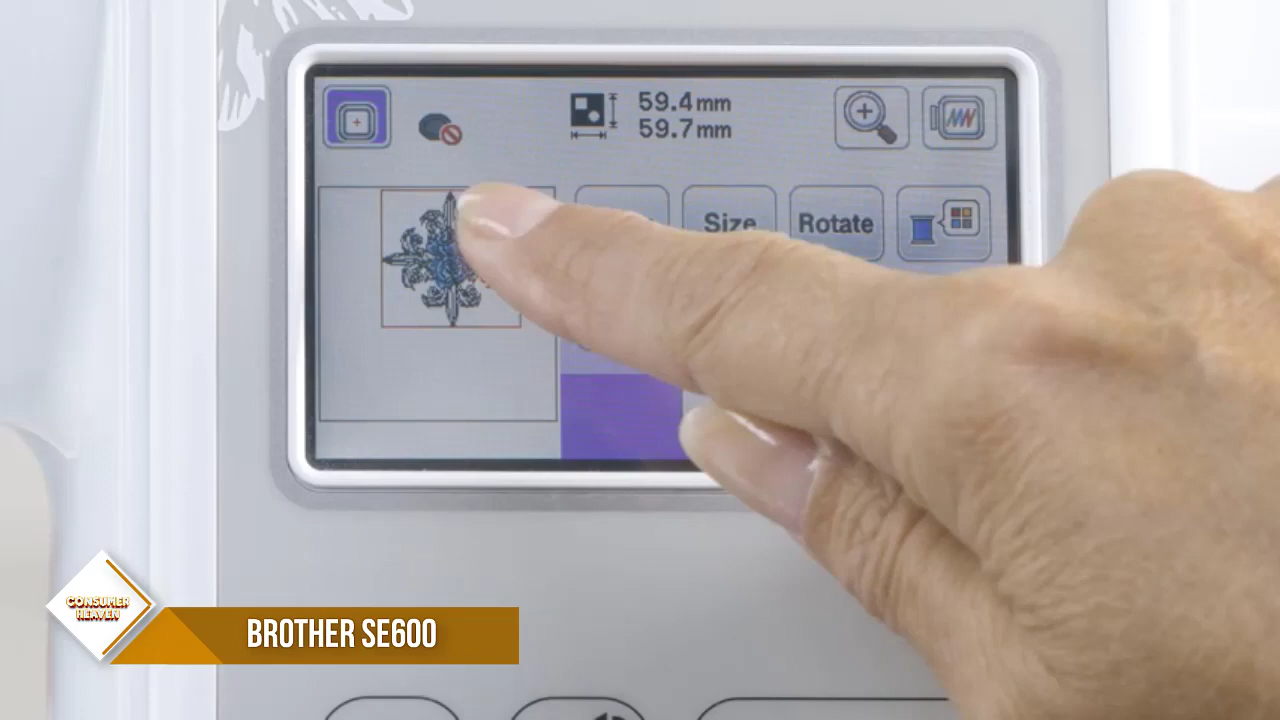 59.4mm
59.7mm
Size
Rotate
CONSUMER
HEAVEN
BROTHER SE600